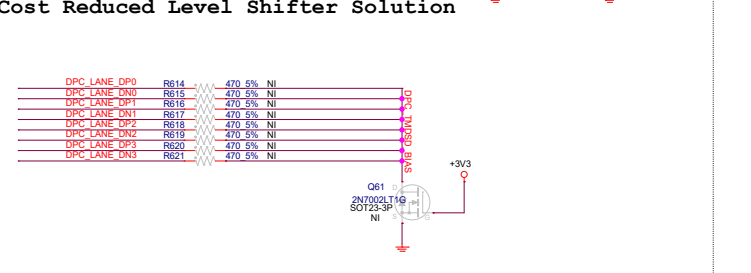 Cost Reduced Level Shifter Solution
DPC_LANE_DP0 R614 470 5% NI
DPC_LANE_DN0 R615 470 5% NI
DPC_LANE_DP1 R616 470 5% NI
DPC_LANE_DN1 R617 470 5% NI
DPC_LANE_DP2 R618 470 5% NI
DPC_LANE_DN2 R619 470 5% NI
DPC_LANE_DP3 R620 470 5% NI
DPC_LANE_DN3 R621 470 5% NI
DPC_TMDSD_BIAS
+3V3
Q61
D
2N7002LT1G
SOT23-3P
S G
NI